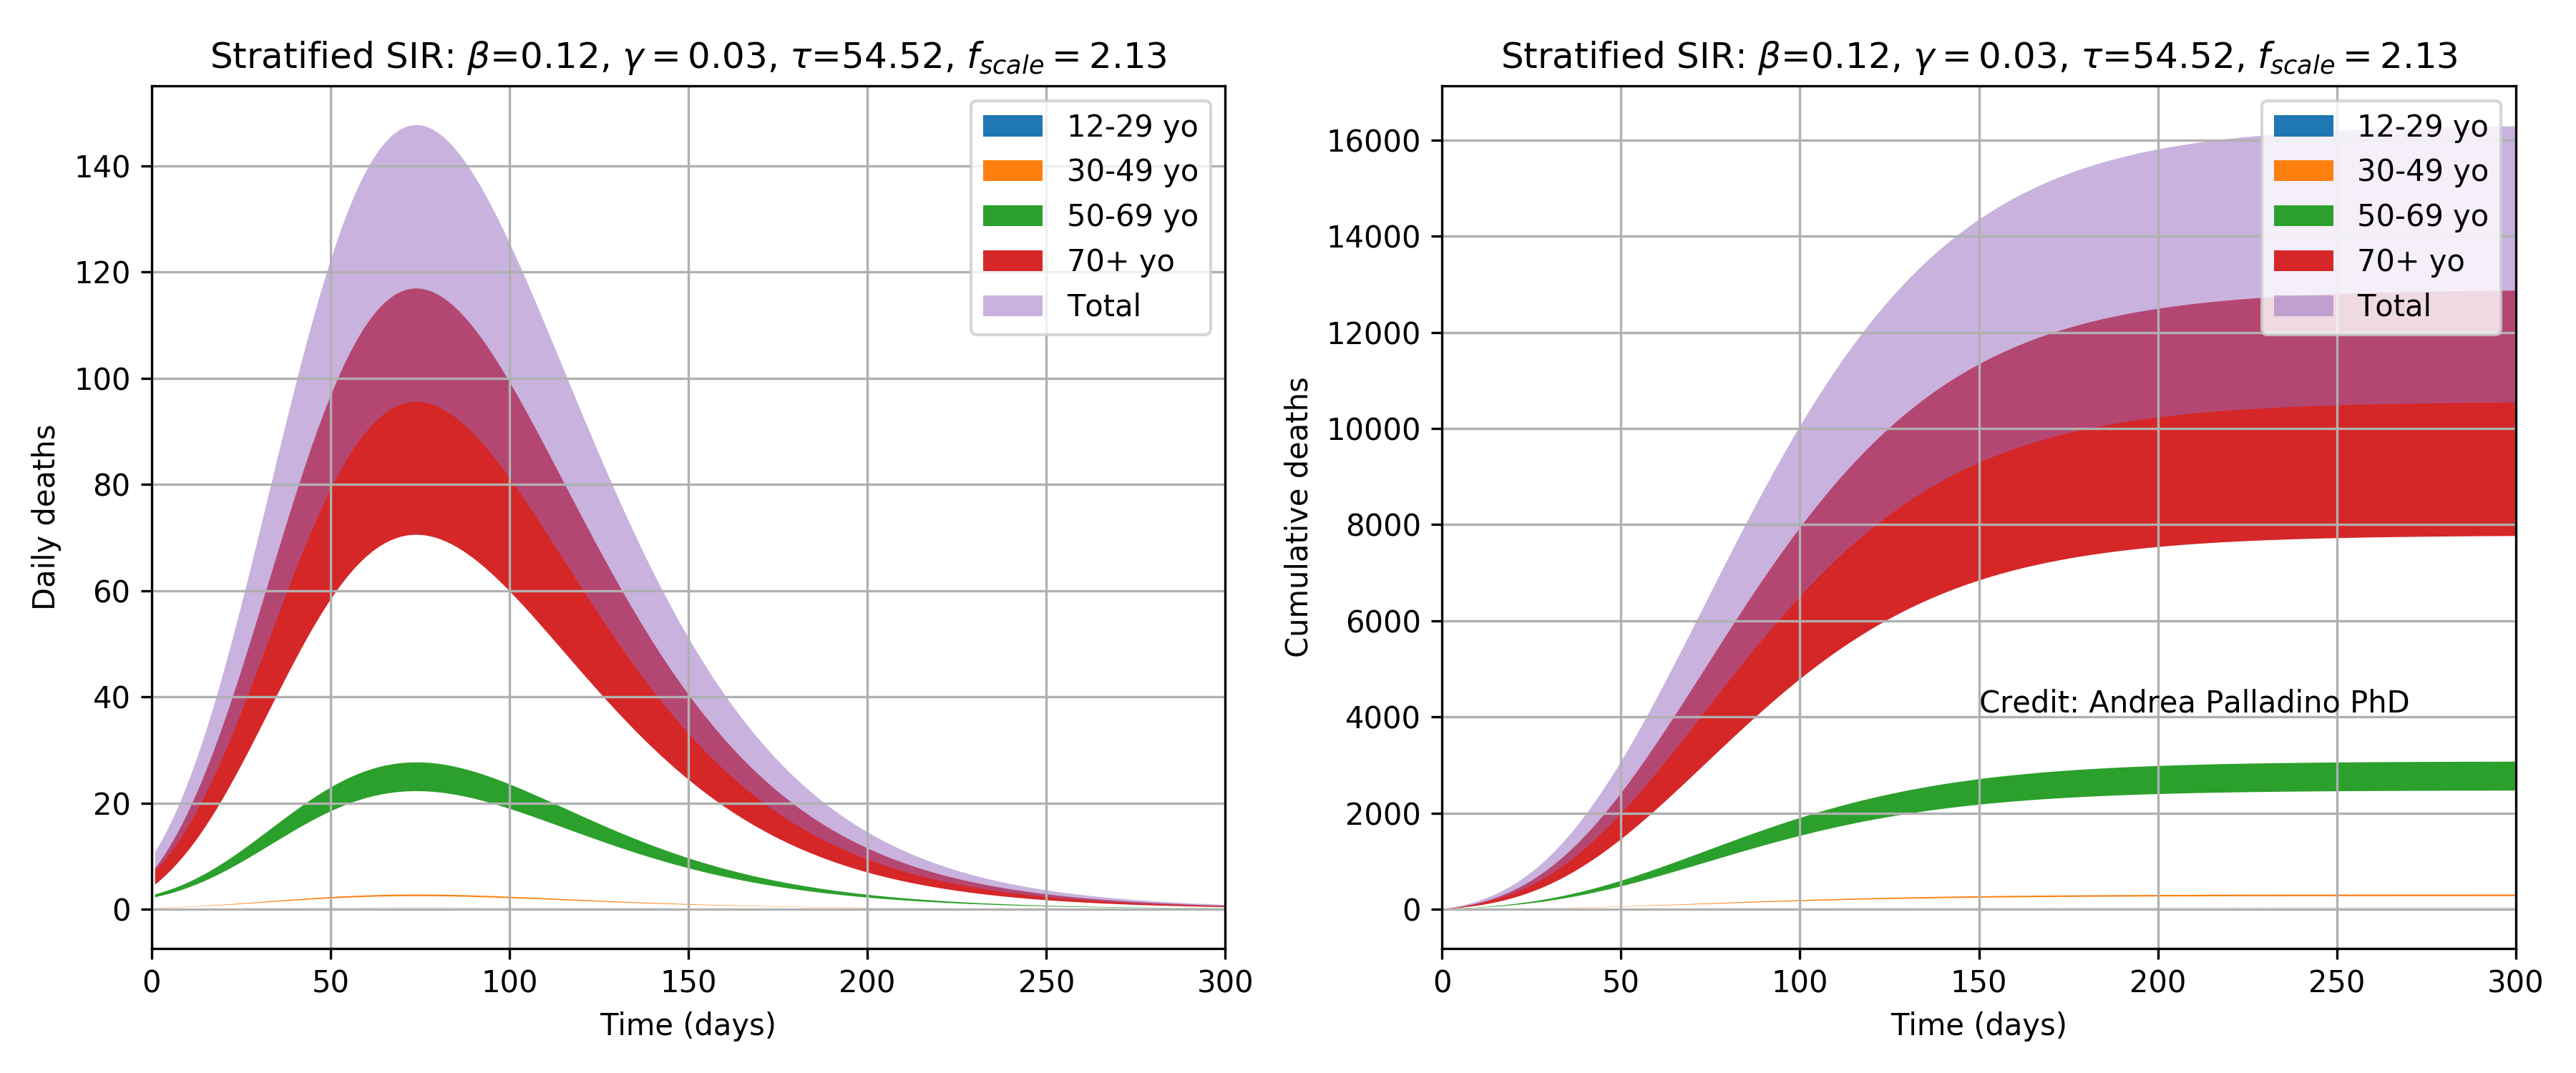 Stratified SIR: β=0.12, γ = 0.03, τ=54.52, f_scale = 2.13
Daily deaths
140
120
100
80
60
40
20
0
0 50 100 150 200 250 300
Time (days)
12-29 yo
30-49 yo
50-69 yo
70+ yo
Total
Stratified SIR: β=0.12, γ = 0.03, τ=54.52, f_scale = 2.13
Cumulative deaths
16000
14000
12000
10000
8000
6000
4000
2000
0
0 50 100 150 200 250 300
Time (days)
12-29 yo
30-49 yo
50-69 yo
70+ yo
Total
Credit: Andrea Palladino PhD